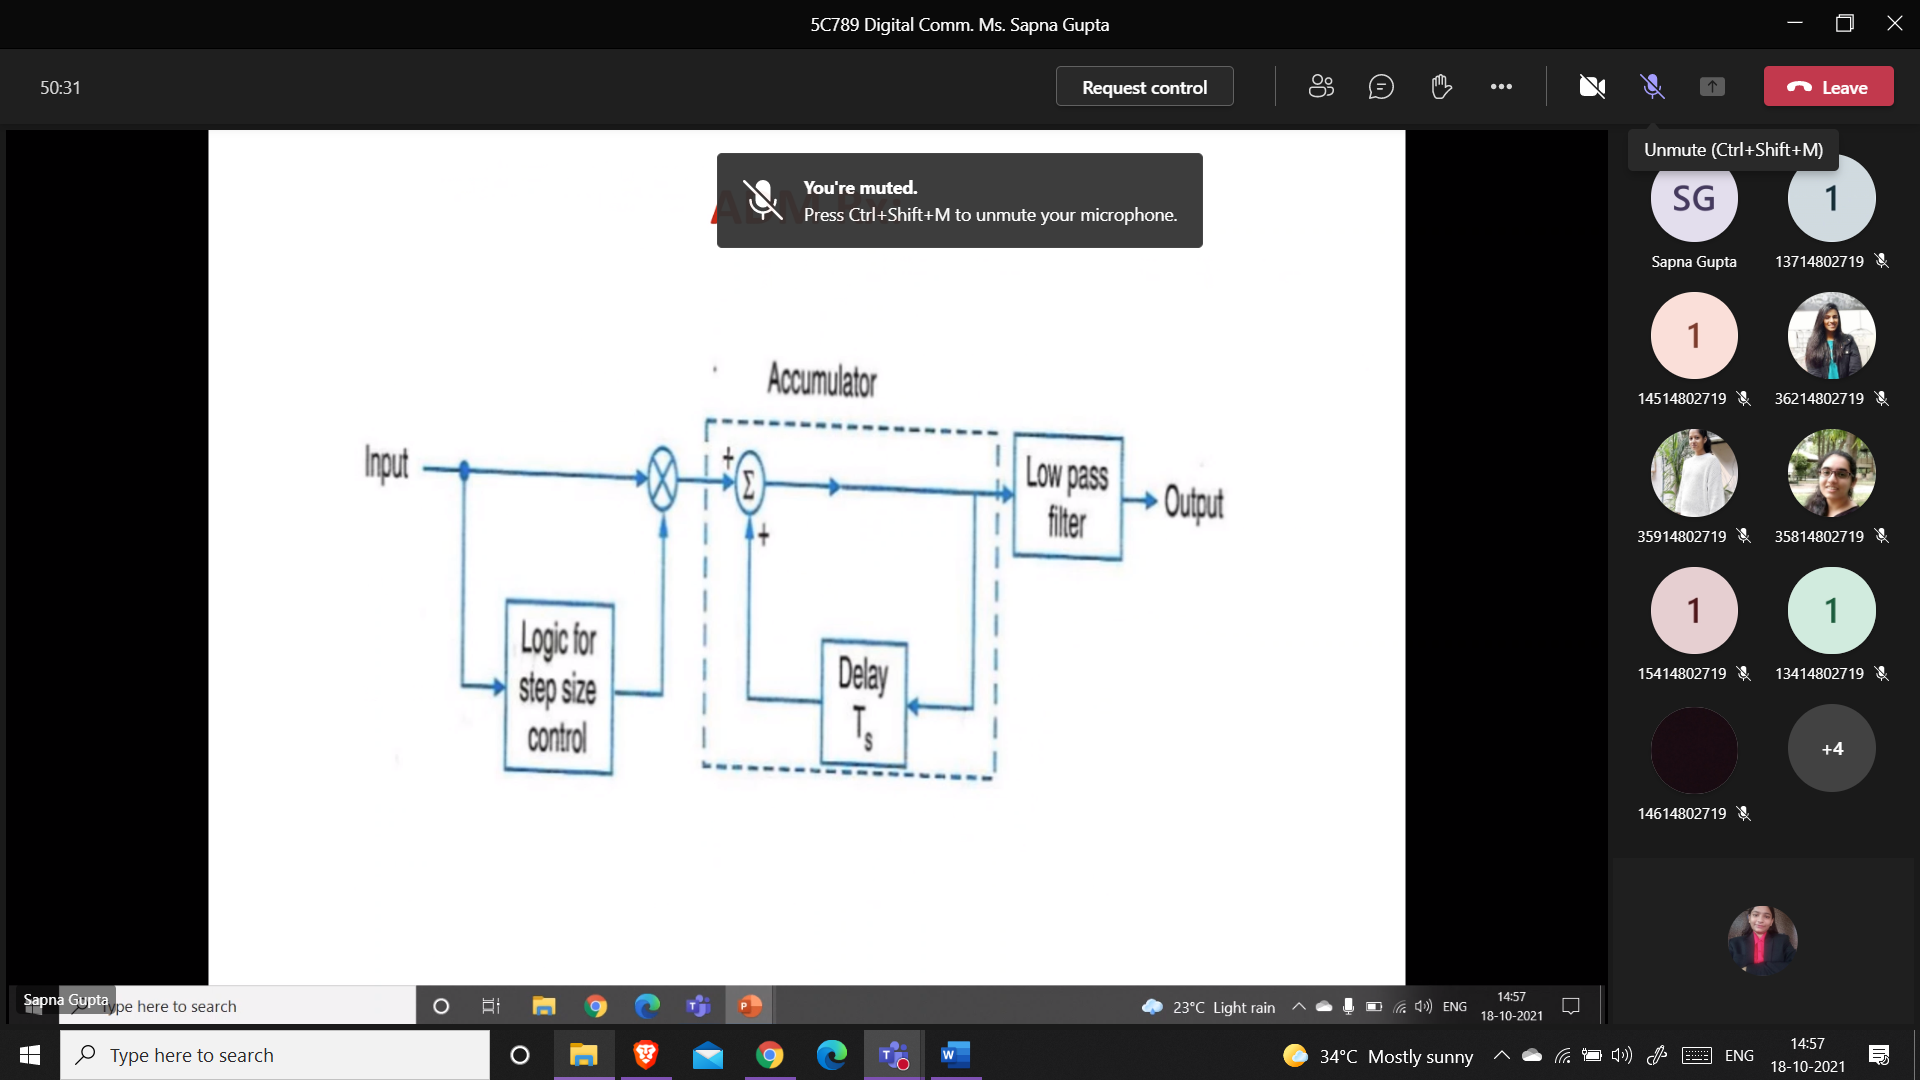 5C789 Digital Comm. Ms. Sapna Gupta
50:31
Request control
Leave
Unmute (Ctrl+Shift+M)
You're muted.
Press Ctrl+Shift+M to unmute your microphone.
Accumulator
Input
+
Σ
+
Low pass
filter
Output
Logic for
step size
control
Delay
Ts
SG
Sapna Gupta
1
13714802719
1
14514802719
36214802719
35914802719
35814802719
1
15414802719
1
13414802719
14614802719
+4
Sapna Gupta
Type here to search
23°C Light rain
ENG
14:57
18-10-2021
Type here to search
34°C Mostly sunny
ENG
14:57
18-10-2021